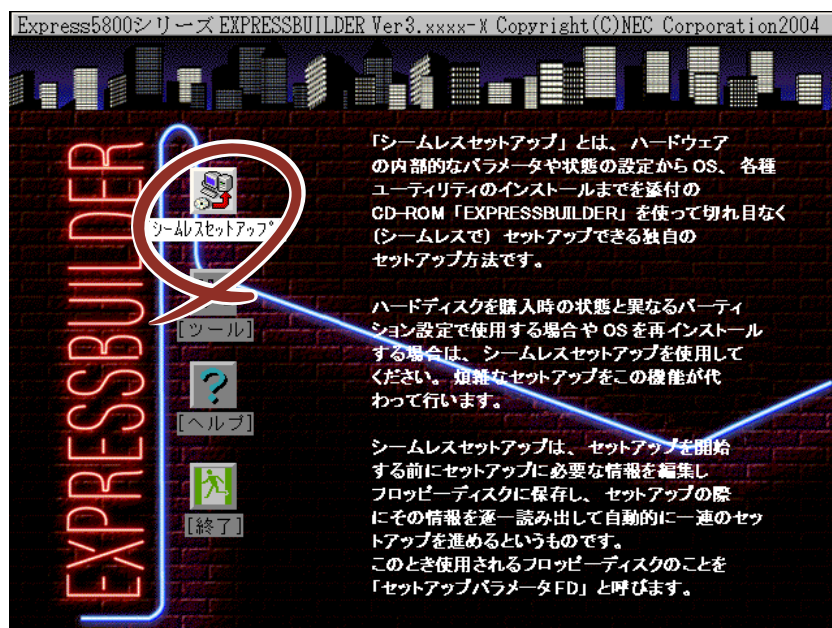 Express5800シリーズ EXPRESSBUILDER Ver3.xxxx-X Copyright(C)NEC Corporation2004
EXPRESSBUILDER
シームレスセットアップ
[ツール]
[ヘルプ]
[終了]
「シームレスセットアップ」とは、ハードウェア
の内部的なパラメータや状態の設定から OS、各種
ユーティリティのインストールまでを添付の
CD-ROM「EXPRESSBUILDER」を使って切れ目なく
(シームレスで) セットアップできる独自の
セットアップ方法です。
ハードディスクを購入時の状態と異なるパーティ
ション設定で使用する場合や OS を再インストール
する場合は、シームレスセットアップを使用して
ください。煩雑なセットアップをこの機能が代
わって行います。
シームレスセットアップは、セットアップを開始
する前にセットアップに必要な情報を編集し
フロッピーディスクに保存し、セットアップの際
にその情報を逐一読み出して自動的に一連のセッ
トアップを進めるというものです。
このとき使用されるフロッピーディスクのことを
「セットアップパラメータFD」と呼びます。